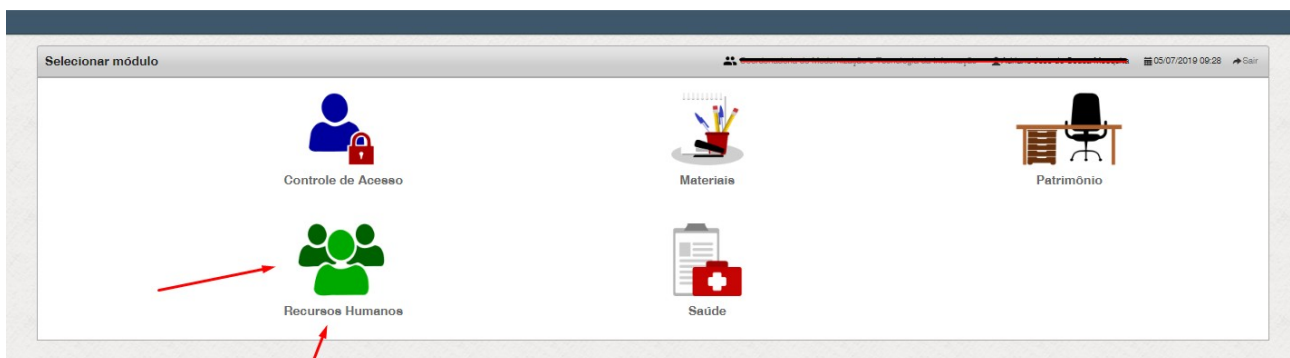 Selecionar módulo
05/07/2019 09:28 Sair
Controle de Acesso
Materiais
Patrimônio
Recursos Humanos
Saúde